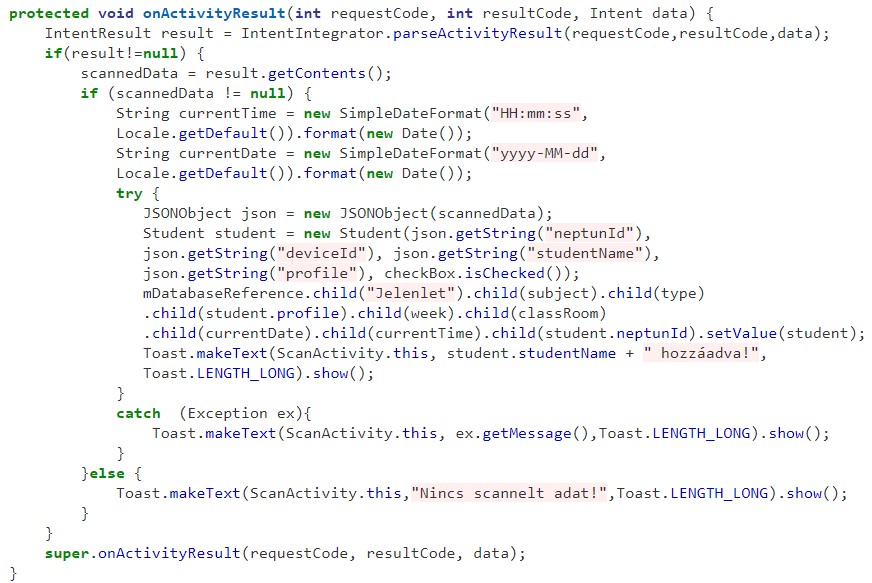 protected void onActivityResult(int requestCode, int resultCode, Intent data) {
    IntentResult result = IntentIntegrator.parseActivityResult(requestCode,resultCode,data);
    if(result!=null) {
        scannedData = result.getContents();
        if (scannedData != null) {
            String currentTime = new SimpleDateFormat("HH:mm:ss",
            Locale.getDefault()).format(new Date());
            String currentDate = new SimpleDateFormat("yyyy-MM-dd",
            Locale.getDefault()).format(new Date());
            try {
               JSONObject json = new JSONObject(scannedData);
               Student student = new Student(json.getString("neptunId"),
               json.getString("deviceId"), json.getString("studentName"),
               json.getString("profile"), checkBox.isChecked());
               mDatabaseReference.child("Jelenlet").child(subject).child(type)
               .child(student.profile).child(week).child(classRoom)
               .child(currentDate).child(currentTime).child(student.neptunId).setValue(student);
               Toast.makeText(ScanActivity.this, student.studentName + " hozzáadva!",
               Toast.LENGTH_LONG).show();
            }
            catch  (Exception ex){
                Toast.makeText(ScanActivity.this, ex.getMessage(),Toast.LENGTH_LONG).show();
            }
        }else {
            Toast.makeText(ScanActivity.this,"Nincs scannelt adat!",Toast.LENGTH_LONG).show();
        }
    }
    super.onActivityResult(requestCode, resultCode, data);
}